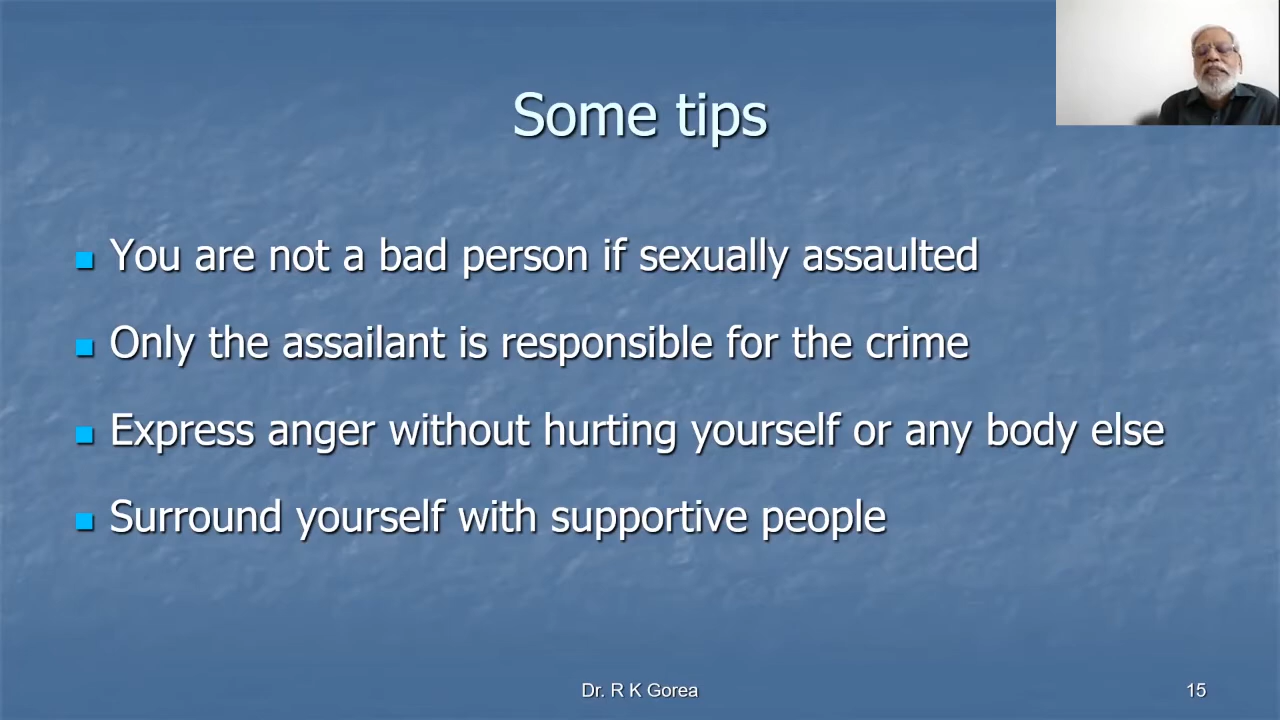 Some tips
You are not a bad person if sexually assaulted
Only the assailant is responsible for the crime
Express anger without hurting yourself or any body else
Surround yourself with supportive people
Dr. R K Gorea
15